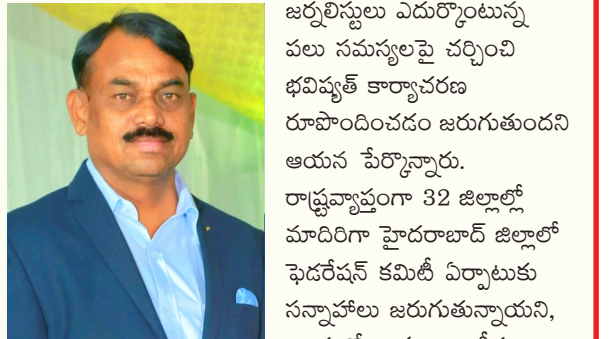 జర్నలిస్టులు ఎదుర్కొంటున్న
పలు సమస్యలపై చర్చించి
భవిష్యత్ కార్యాచరణ
రూపొందించడం జరుగుతుందని
ఆయన పేర్కొన్నారు.
రాష్ట్రవ్యాప్తంగా 32 జిల్లాల్లో
మాదిరిగా హైదరాబాద్ జిల్లాలో
ఫెడరేషన్ కమిటీ ఏర్పాటుకు
సన్నాహాలు జరుగుతున్నాయని,